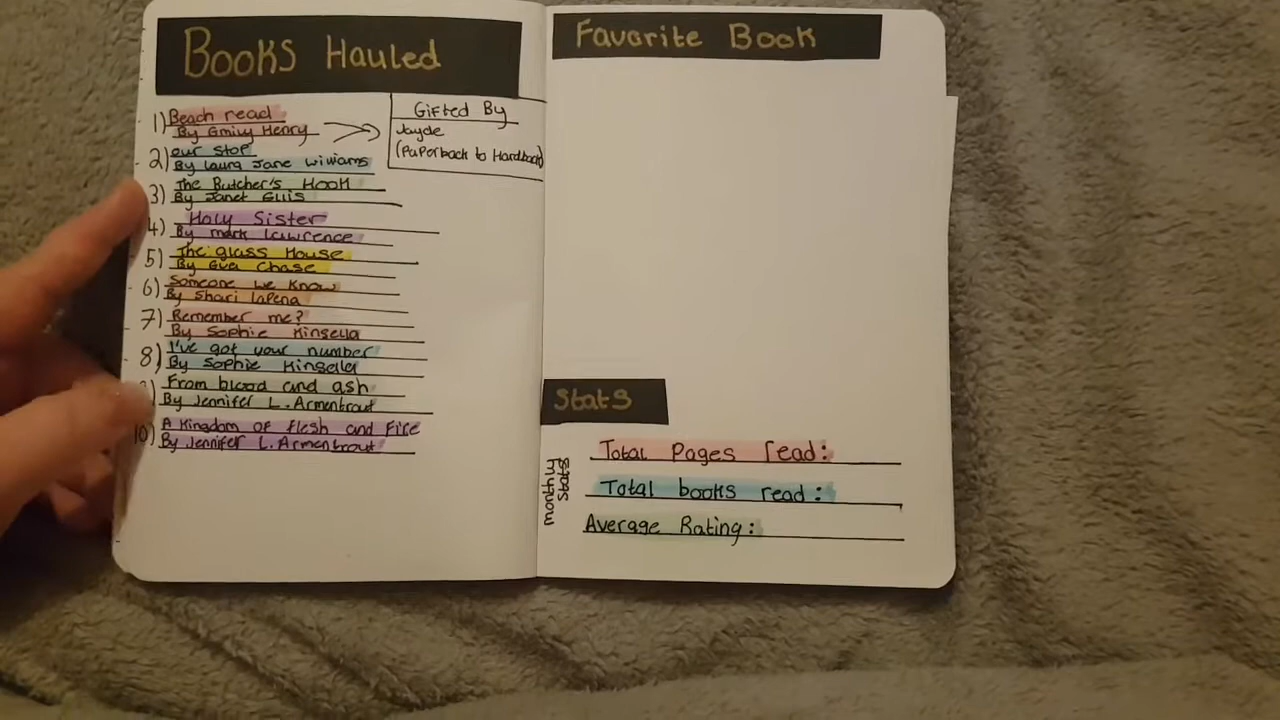 Books Hauled
1) Beach read
By Emily Henry
Gifted By
Jayde
(Paperback to Hardback)
2) our stop
By Laura Jane Williams
3) The Butcher's Hook
By Janet Ellis
4) Holy Sister
By mark Lawrence
5) The glass House
By Eve Chase
6) Someone we know
By Shari lapena
7) Remember me?
By Sophie Kinsella
8) I've got your number
By Sophie Kinsella
9) From blood and ash
By Jennifer L. Armentrout
10) A Kingdom of flesh and Fire
By Jennifer L. Armentrout
Favorite Book
Stats
monthly
stats
Total Pages read:
Total books read:
Average Rating: